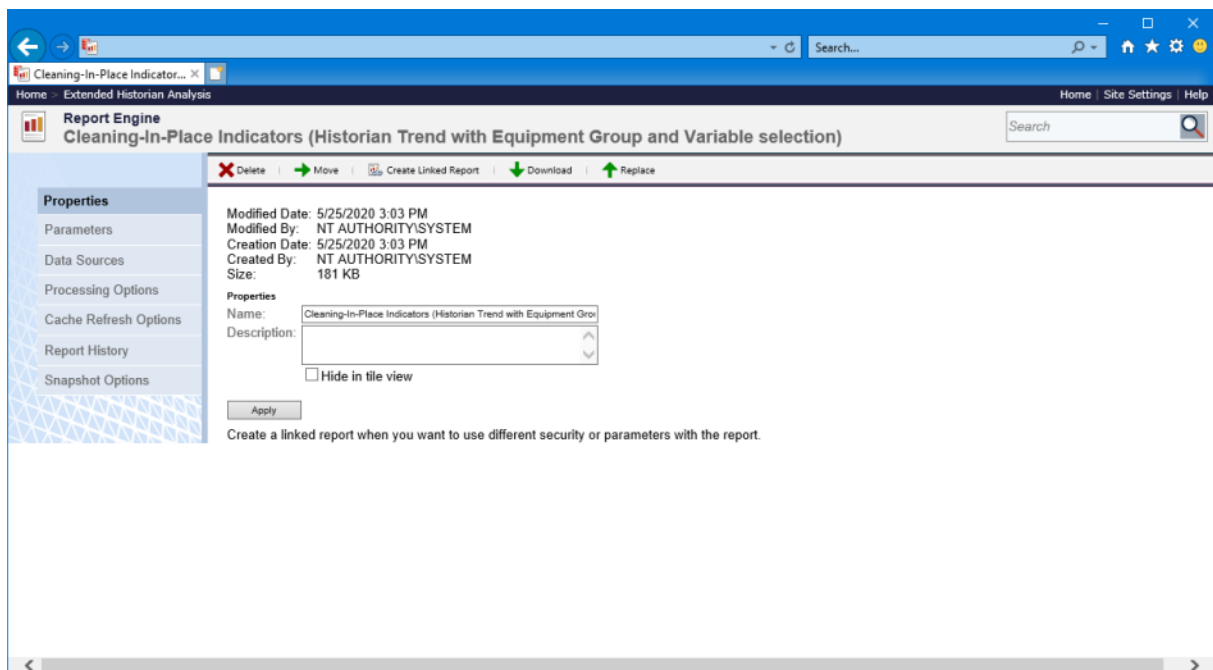 Search...
Cleaning-In-Place Indicator...
Home > Extended Historian Analysis
Home | Site Settings | Help
Report Engine
Cleaning-In-Place Indicators (Historian Trend with Equipment Group and Variable selection)
Search
Delete | Move | Create Linked Report | Download | Replace
Properties
Parameters
Data Sources
Processing Options
Cache Refresh Options
Report History
Snapshot Options
Modified Date: 5/25/2020 3:03 PM
Modified By: NT AUTHORITY\SYSTEM
Creation Date: 5/25/2020 3:03 PM
Created By: NT AUTHORITY\SYSTEM
Size: 181 KB
Properties
Name: Cleaning-In-Place Indicators (Historian Trend with Equipment Grou
Description:
Hide in tile view
Apply
Create a linked report when you want to use different security or parameters with the report.